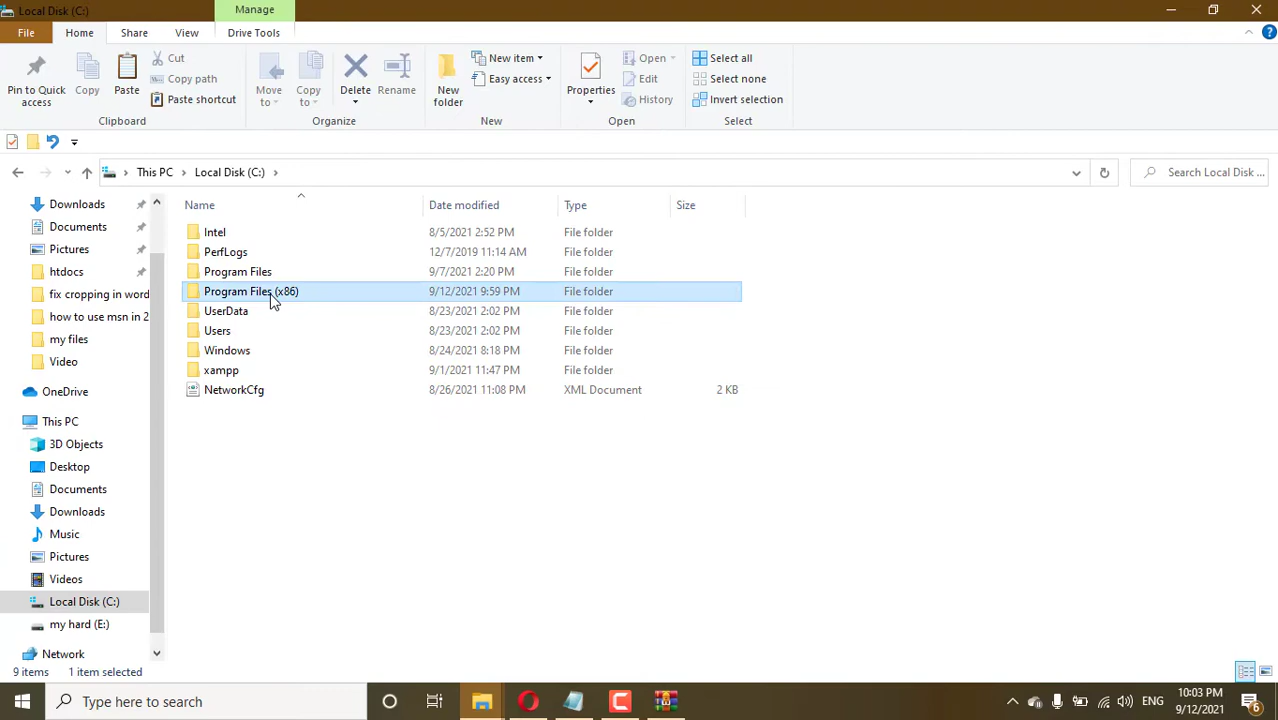 Local Disk (C:)
Manage
File
Home
Share
View
Drive Tools
Pin to Quick access
Copy
Paste
Cut
Copy path
Paste shortcut
Clipboard
Move to
Copy to
Delete
Rename
Organize
New folder
New item
Easy access
New
Properties
Open
Edit
History
Open
Select all
Select none
Invert selection
Select
This PC
Local Disk (C:)
Search Local Disk ...
Downloads
Documents
Pictures
htdocs
fix cropping in word
how to use msn in 2
my files
Video
OneDrive
This PC
3D Objects
Desktop
Documents
Downloads
Music
Pictures
Videos
Local Disk (C:)
my hard (E:)
Network
Name Date modified Type Size
Intel 8/5/2021 2:52 PM File folder
PerfLogs 12/7/2019 11:14 AM File folder
Program Files 9/7/2021 2:20 PM File folder
Program Files (x86) 9/12/2021 9:59 PM File folder
UserData 8/23/2021 2:02 PM File folder
Users 8/23/2021 2:02 PM File folder
Windows 8/24/2021 8:18 PM File folder
xampp 9/1/2021 11:47 PM File folder
NetworkCfg 8/26/2021 11:08 PM XML Document 2 KB
9 items 1 item selected
Type here to search
ENG
10:03 PM
9/12/2021
6